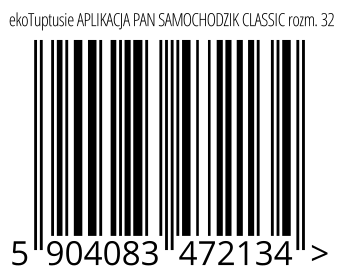 ekoTuptusie APLIKACJA PAN SAMOCHODZIK CLASSIC rozm. 32
5 904083 472134 >